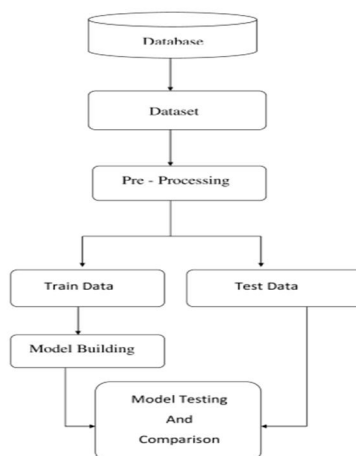 Database
Dataset
Pre - Processing
Train Data
Test Data
Model Building
Model Testing
And
Comparison